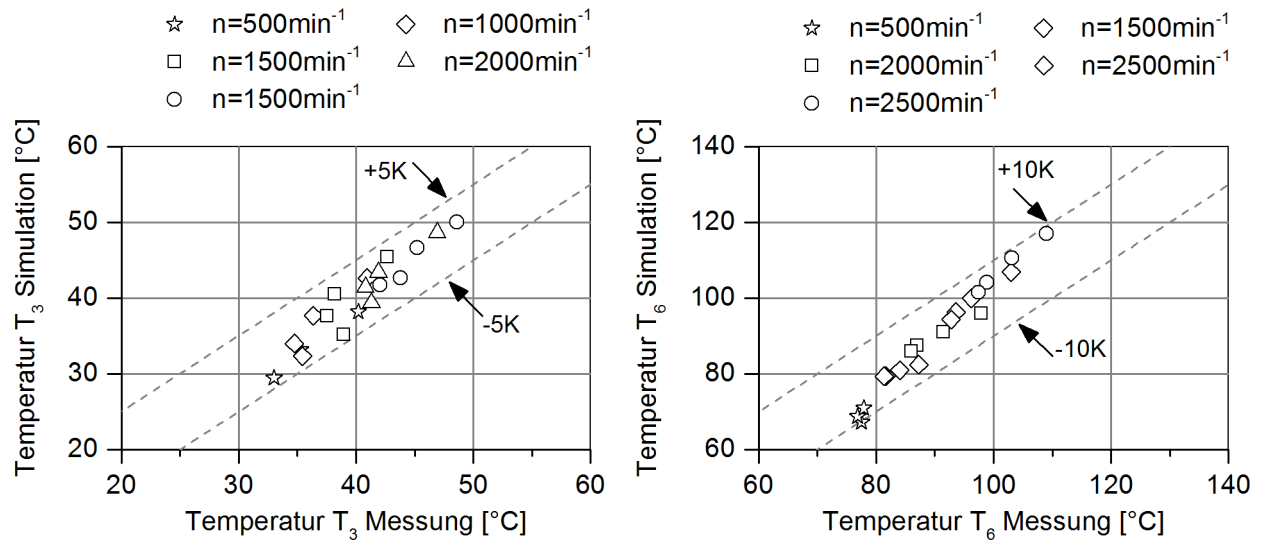 n=500min⁻¹ n=1000min⁻¹
n=1500min⁻¹ n=2000min⁻¹
n=1500min⁻¹
60
50
40
30
20
Temperatur T₃ Simulation [°C]
+5K
-5K
20 30 40 50 60
Temperatur T₃ Messung [°C]
n=500min⁻¹ n=1500min⁻¹
n=2000min⁻¹ n=2500min⁻¹
n=2500min⁻¹
140
120
100
80
60
Temperatur T₆ Simulation [°C]
+10K
-10K
60 80 100 120 140
Temperatur T₆ Messung [°C]